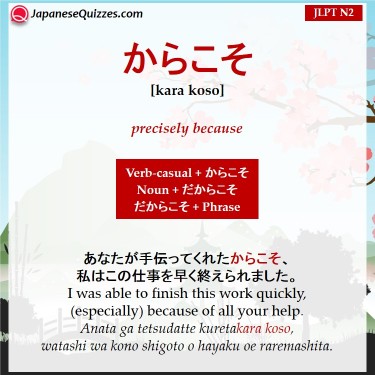 JapaneseQuizzes.com
JLPT N2
からこそ
[kara koso]
precisely because
Verb-casual + からこそ
Noun + だからこそ
だからこそ + Phrase
あなたが手伝ってくれたからこそ、
私はこの仕事を早く終えられました。
I was able to finish this work quickly,
(especially) because of all your help.
Anata ga tetsudatte kuretakara koso,
watashi wa kono shigoto o hayaku oe raremashita.